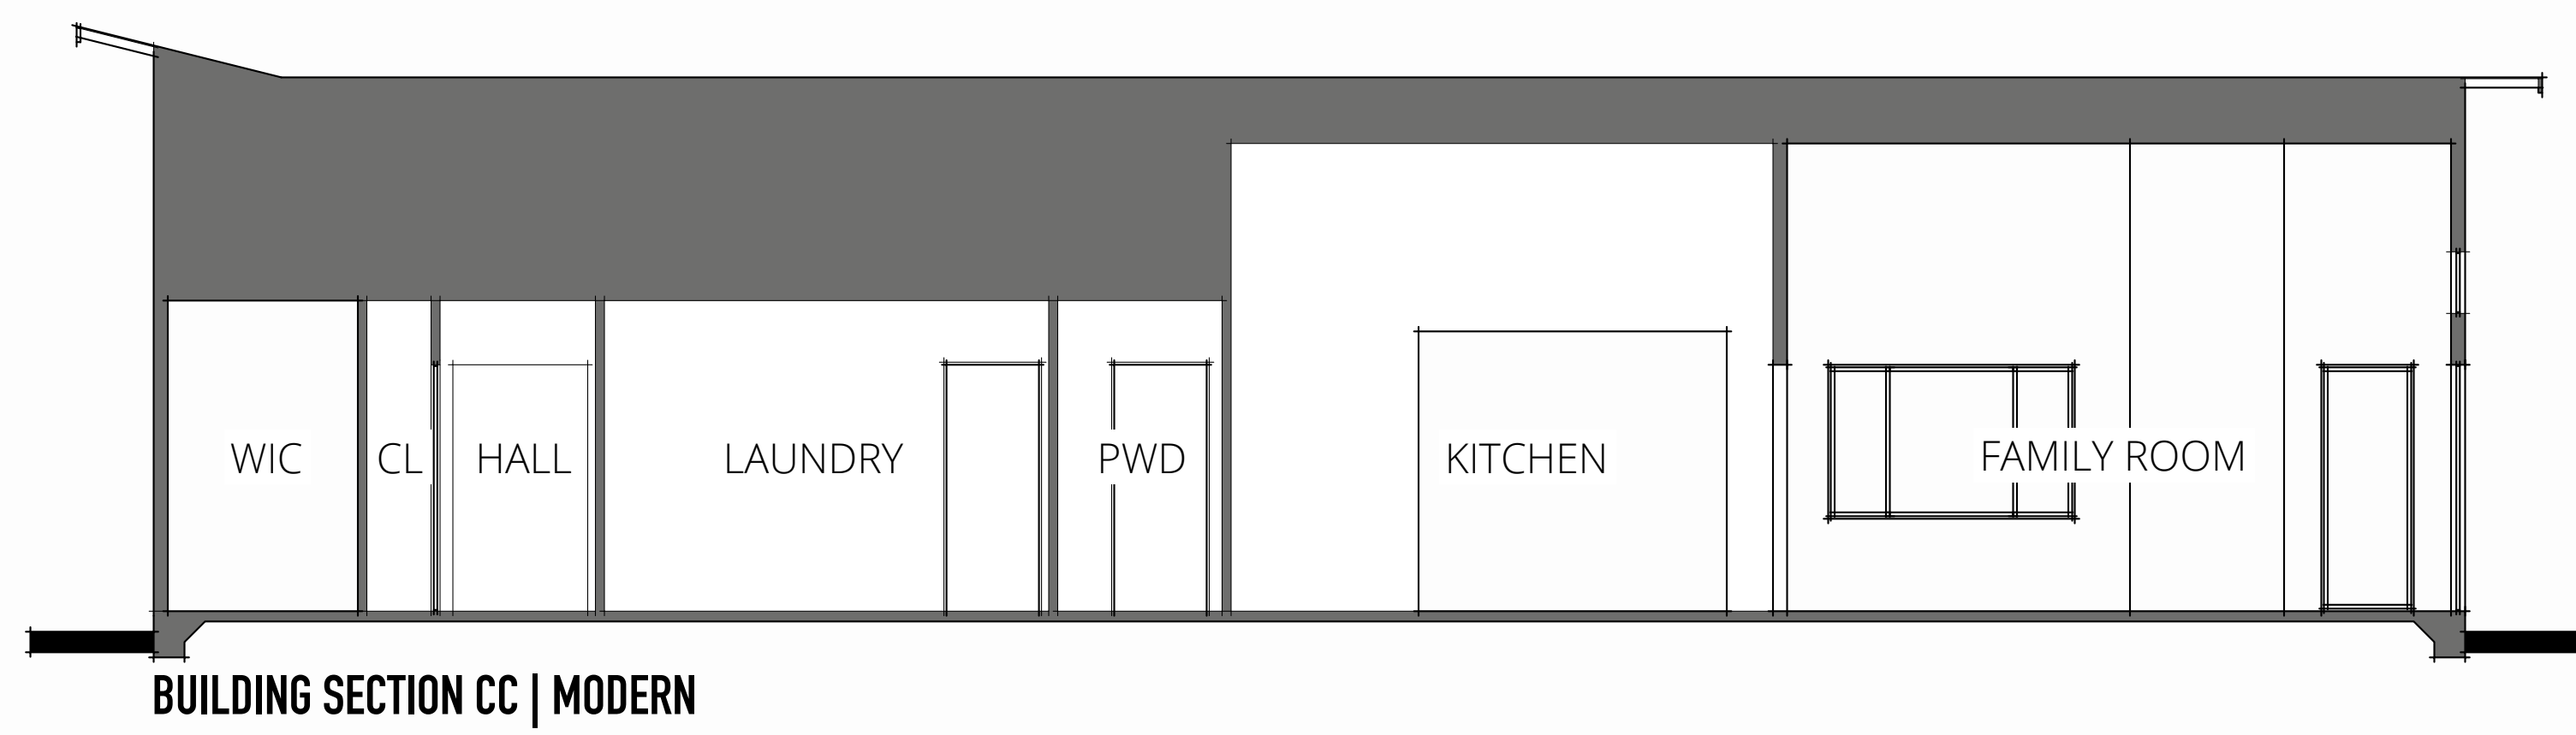 WIC CL HALL LAUNDRY PWD KITCHEN FAMILY ROOM
BUILDING SECTION CC | MODERN